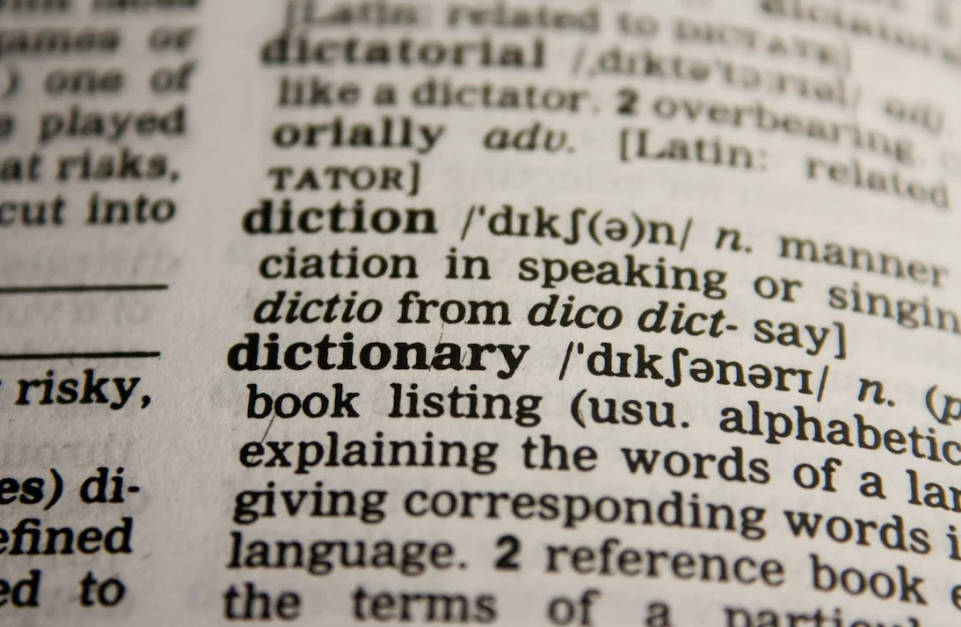 games or
) one of
played
at risks,
cut into
risky,
es) di-
efined
ed to
[Latin: related to DICTATE]
dictatorial /ˌdɪktəˈtɔːrɪəl/ adj.
like a dictator. 2 overbearing.
orially adv. [Latin: related
TATOR]
diction /ˈdɪkʃ(ə)n/ n. manner
ciation in speaking or singin
dictio from dico dict- say]
dictionary /ˈdɪkʃənərɪ/ n. (p
book listing (usu. alphabetic
explaining the words of a lan
giving corresponding words i
language. 2 reference book e
the terms of a particul